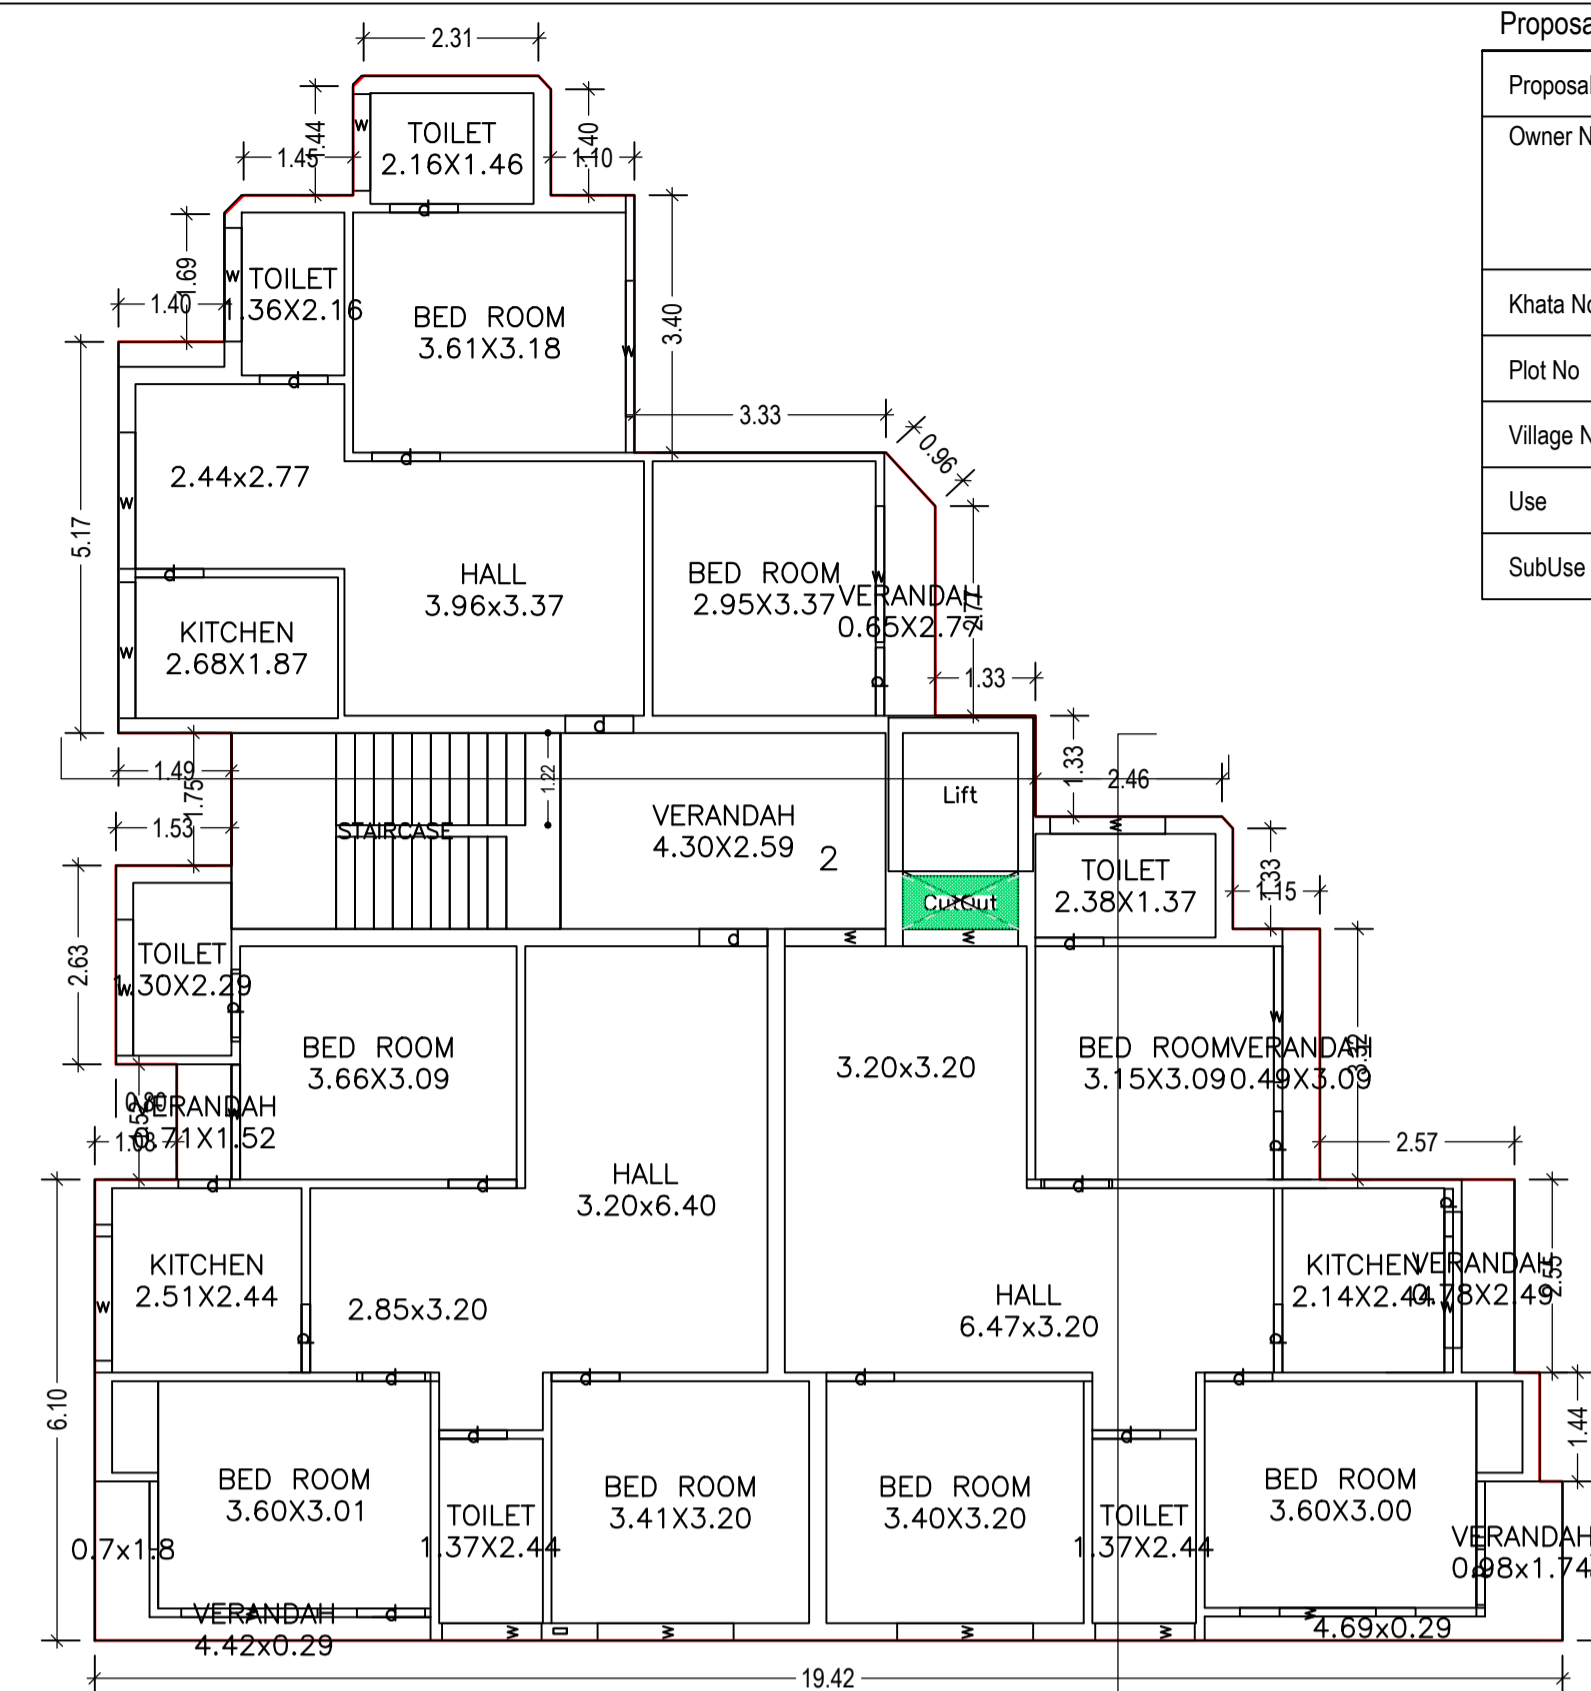 Proposa
Proposal
Owner N
Khata No
Plot No
Village N
Use
SubUse
2.31
1.44
1.40
1.45
1.10
TOILET
2.16X1.46
W
d
1.69
1.40
W
TOILET
1.36X2.16
BED ROOM
3.61X3.18
W
3.40
d
d
3.33
0.96
5.17
2.44x2.77
W
d
HALL
3.96x3.37
BED ROOM
2.95X3.37
W
VERANDAH
0.65X2.77
2.77
KITCHEN
2.68X1.87
W
d
d
1.33
1.49
1.75
1.53
STAIRCASE
1.22
VERANDAH
4.30X2.59
2
Lift
CutOut
1.33
2.46
W
TOILET
2.38X1.37
1.33
1.15
d
W
W
d
2.63
TOILET
1.30X2.29
W
d
BED ROOM
3.66X3.09
3.20x3.20
BED ROOM
3.15X3.09
W
VERANDAH
0.49X3.09
3.32
d
0.80
1.52
1.08
VERANDAH
0.71X1.52
W
2.57
d
d
HALL
3.20x6.40
d
d
KITCHEN
2.51X2.44
W
2.85x3.20
d
HALL
6.47x3.20
d
KITCHEN
2.14X2.44
W
VERANDAH
0.78X2.49
2.55
6.10
d
d
d
d
1.44
d
d
BED ROOM
3.60X3.01
TOILET
1.37X2.44
BED ROOM
3.41X3.20
BED ROOM
3.40X3.20
TOILET
1.37X2.44
BED ROOM
3.60X3.00
0.7x1.8
VERANDAH
0.98x1.74
d
W
d
VERANDAH
4.42x0.29
W
W
W
W
W
4.69x0.29
19.42